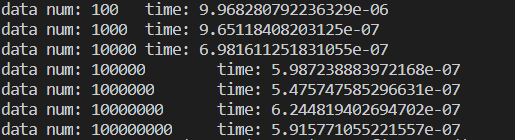 data num: 100   time: 9.968280792236329e-06
data num: 1000  time: 9.65118408203125e-07
data num: 10000 time: 6.981611251831055e-07
data num: 100000        time: 5.987238883972168e-07
data num: 1000000       time: 5.475747585296631e-07
data num: 10000000      time: 6.244819402694702e-07
data num: 100000000     time: 5.915771055221557e-07